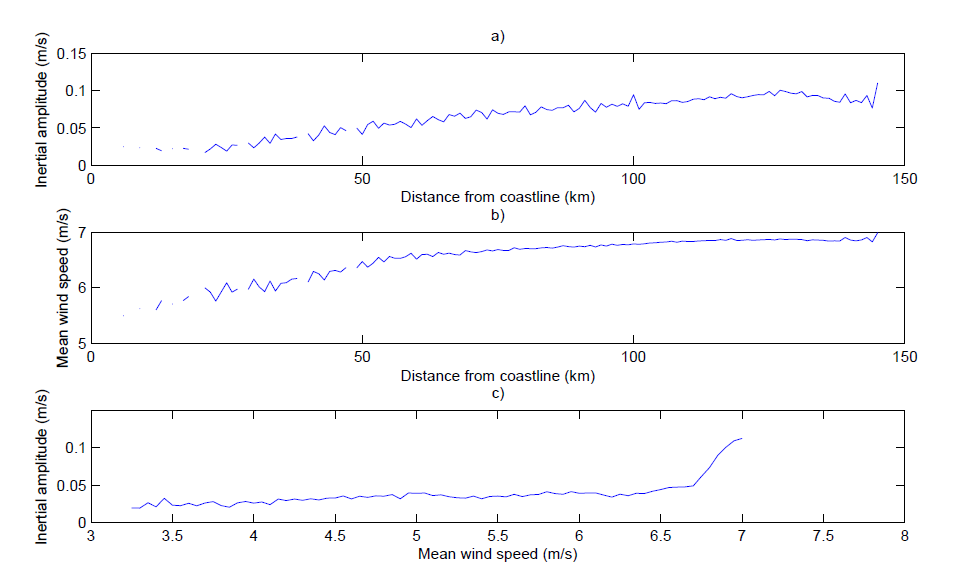 a)
Inertial amplitude (m/s)
0.15
0.1
0.05
0
0 50 100 150
Distance from coastline (km)
b)
Mean wind speed (m/s)
7
6
5
0 50 100 150
Distance from coastline (km)
c)
Inertial amplitude (m/s)
0.1
0.05
0
3 3.5 4 4.5 5 5.5 6 6.5 7 7.5 8
Mean wind speed (m/s)